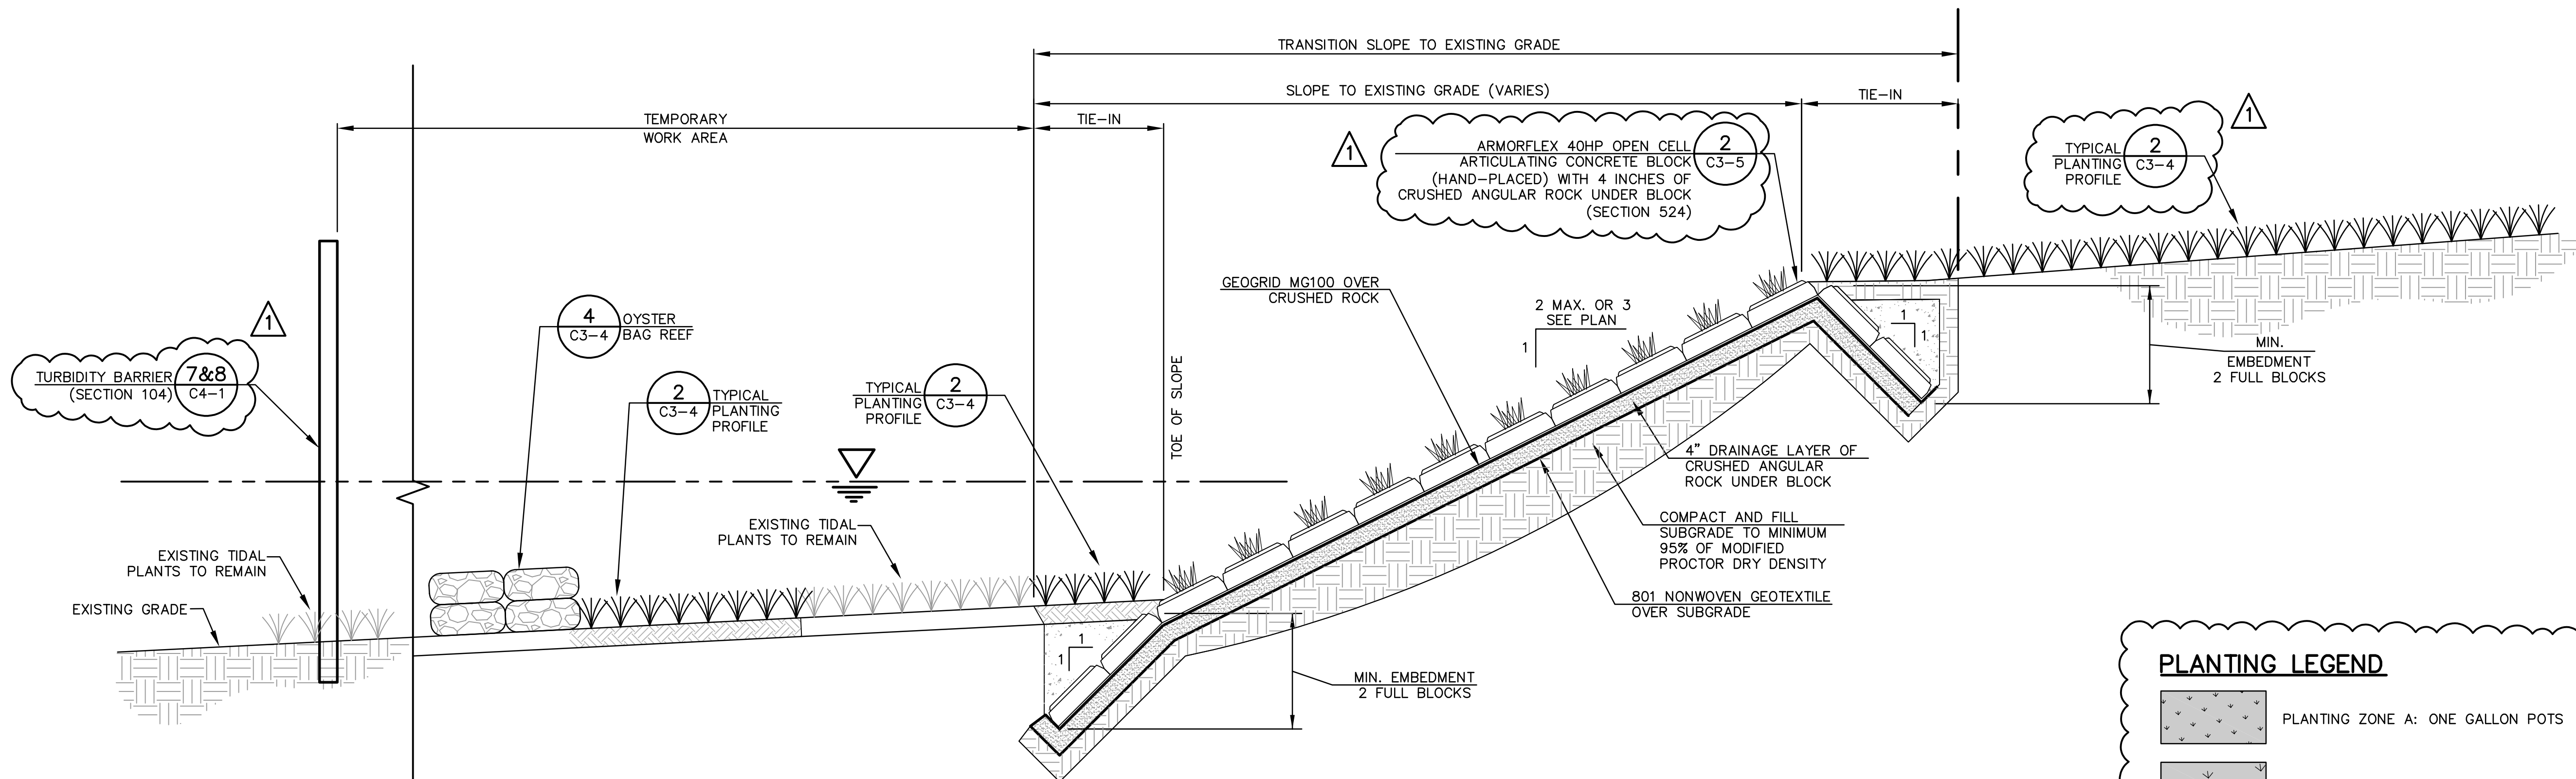 TRANSITION SLOPE TO EXISTING GRADE
SLOPE TO EXISTING GRADE (VARIES)
TIE-IN
TEMPORARY
WORK AREA
TIE-IN
1
ARMORFLEX 40HP OPEN CELL
ARTICULATING CONCRETE BLOCK
(HAND-PLACED) WITH 4 INCHES OF
CRUSHED ANGULAR ROCK UNDER BLOCK
(SECTION 524)
2
C3-5
1
TYPICAL
PLANTING
PROFILE
2
C3-4
GEOGRID MG100 OVER
CRUSHED ROCK
2 MAX. OR 3
SEE PLAN
1
1
1
MIN.
EMBEDMENT
2 FULL BLOCKS
1
TURBIDITY BARRIER
(SECTION 104)
7&8
C4-1
4
C3-4
OYSTER
BAG REEF
2
C3-4
TYPICAL
PLANTING
PROFILE
TYPICAL
PLANTING
PROFILE
2
C3-4
TOE OF SLOPE
4" DRAINAGE LAYER OF
CRUSHED ANGULAR
ROCK UNDER BLOCK
COMPACT AND FILL
SUBGRADE TO MINIMUM
95% OF MODIFIED
PROCTOR DRY DENSITY
801 NONWOVEN GEOTEXTILE
OVER SUBGRADE
EXISTING TIDAL
PLANTS TO REMAIN
EXISTING TIDAL
PLANTS TO REMAIN
EXISTING GRADE
1
1
MIN. EMBEDMENT
2 FULL BLOCKS
PLANTING LEGEND
PLANTING ZONE A: ONE GALLON POTS